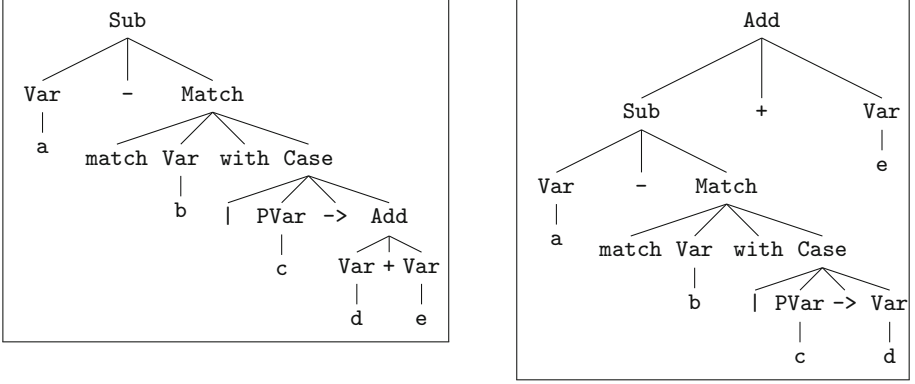 Sub
Var - Match
a
match Var with Case
b
| PVar -> Add
c
Var + Var
d e
Add
Sub + Var
e
Var - Match
a
match Var with Case
b
| PVar -> Var
c d